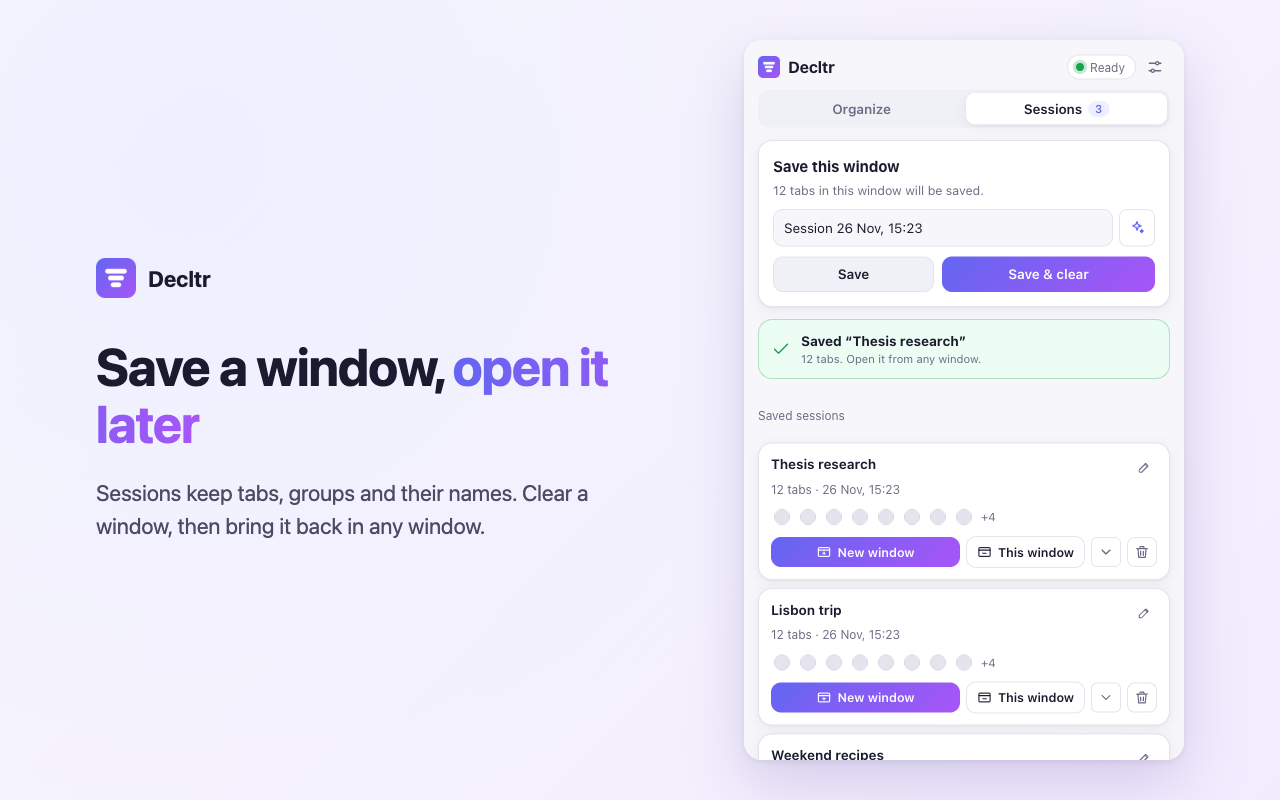 Decltr
Save a window, open it
later
Sessions keep tabs, groups and their names. Clear a
window, then bring it back in any window.
Decltr
Ready
Organize
Sessions 3
Save this window
12 tabs in this window will be saved.
Session 26 Nov, 15:23
Save
Save & clear
Saved “Thesis research”
12 tabs. Open it from any window.
Saved sessions
Thesis research
12 tabs · 26 Nov, 15:23
+4
New window
This window
Lisbon trip
12 tabs · 26 Nov, 15:23
+4
New window
This window
Weekend recipes